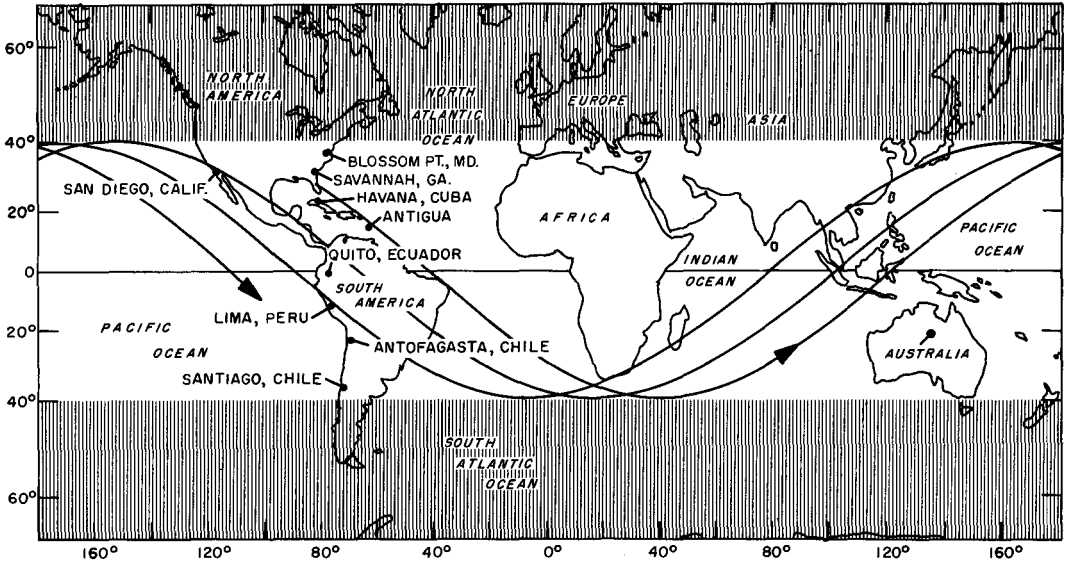 60°
40°
20°
0
20°
40°
60°
NORTH
AMERICA
NORTH
ATLANTIC
OCEAN
EUROPE
ASIA
BLOSSOM PT., MD.
SAVANNAH, GA.
HAVANA, CUBA
ANTIGUA
SAN DIEGO, CALIF.
AFRICA
QUITO, ECUADOR
SOUTH
AMERICA
INDIAN
OCEAN
PACIFIC
OCEAN
LIMA, PERU
PACIFIC
OCEAN
ANTOFAGASTA, CHILE
AUSTRALIA
SANTIAGO, CHILE
SOUTH
ATLANTIC
OCEAN
160° 120° 80° 40° 0° 40° 80° 120° 160°